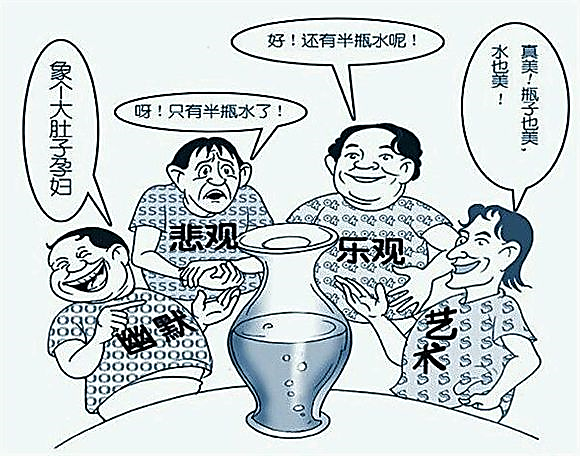 象个大肚子孕妇
呀！只有半瓶水了！
好！还有半瓶水呢！
真美！瓶子也美，
水也美！
幽默
悲观
乐观
艺术